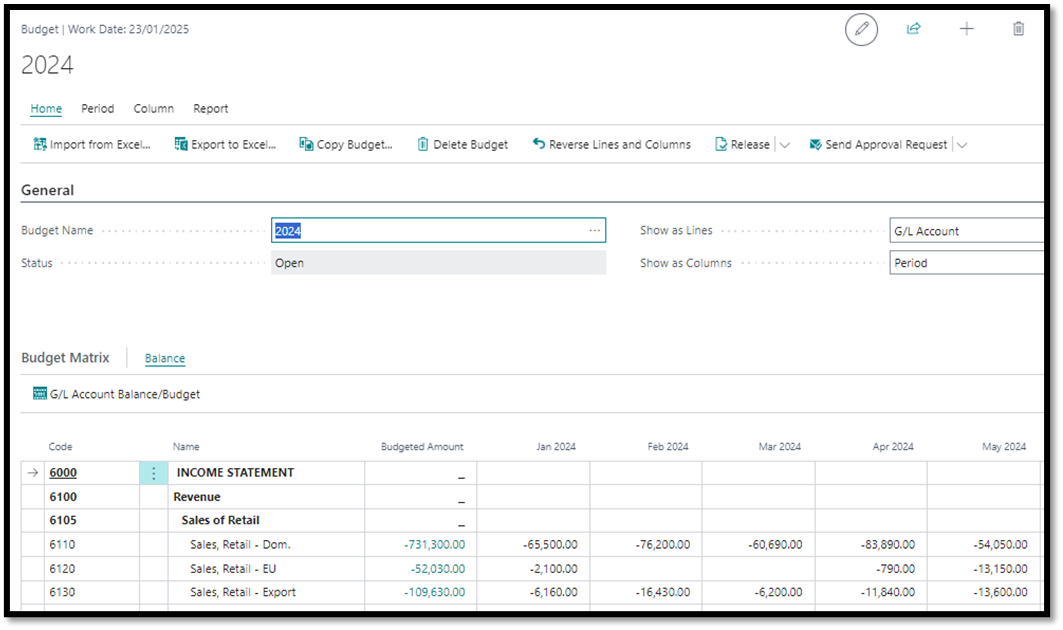 Budget | Work Date: 23/01/2025
2024
Home Period Column Report
Import from Excel... Export to Excel... Copy Budget... Delete Budget Reverse Lines and Columns Release Send Approval Request
General
Budget Name 2024 ... Show as Lines G/L Account
Status Open Show as Columns Period
Budget Matrix Balance
G/L Account Balance/Budget
Code Name Budgeted Amount Jan 2024 Feb 2024 Mar 2024 Apr 2024 May 2024
6000 INCOME STATEMENT _
6100 Revenue _
6105 Sales of Retail _
6110 Sales, Retail - Dom. -731,300.00 -65,500.00 -76,200.00 -60,690.00 -83,890.00 -54,050.00
6120 Sales, Retail - EU -52,030.00 -2,100.00 -790.00 -13,150.00
6130 Sales, Retail - Export -109,630.00 -6,160.00 -16,430.00 -6,200.00 -11,840.00 -13,600.00